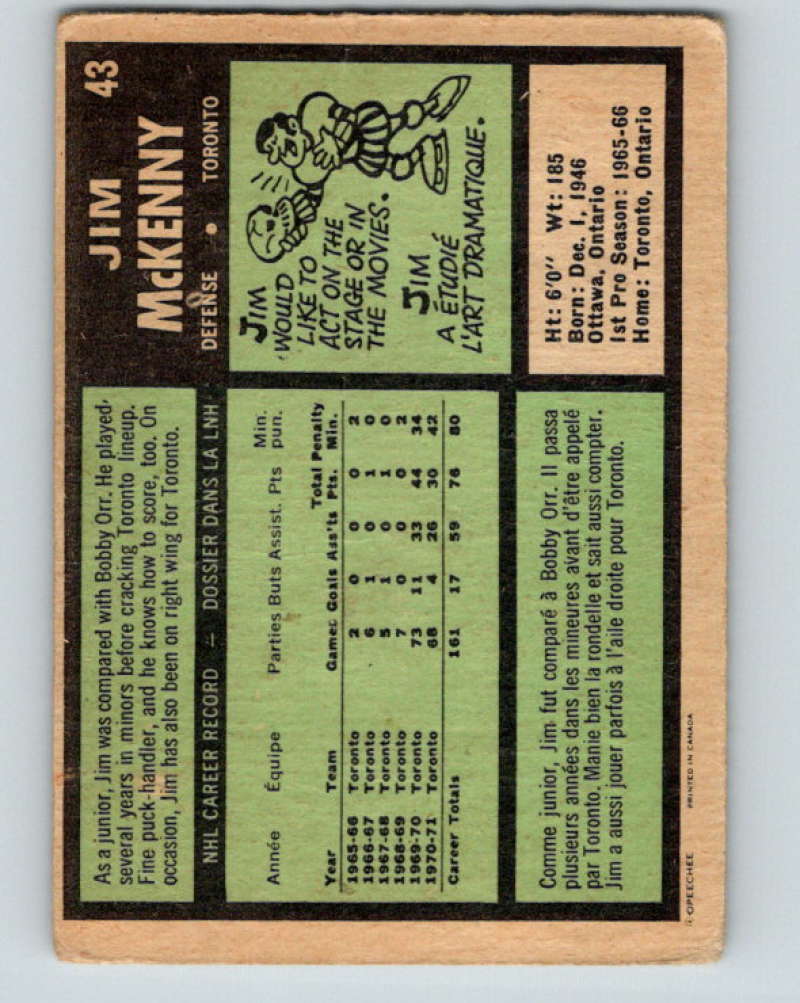 43
JIM
McKENNY
DEFENSE • TORONTO
As a junior, Jim was compared with Bobby Orr. He played
several years in minors before cracking Toronto lineup.
Fine puck-handler, and he knows how to score, too. On
occasion, Jim has also been on right wing for Toronto.
NHL CAREER RECORD – DOSSIER DANS LA LNH
Année Équipe Parties Buts Assist. Pts Min. pun.
Year Team Games Goals Ass'ts Total Pts. Penalty Min.
1965-66 Toronto 2 0 0 0 2
1966-67 Toronto 6 1 0 1 0
1967-68 Toronto 5 1 0 1 0
1968-69 Toronto 7 0 0 0 2
1969-70 Toronto 73 11 33 44 34
1970-71 Toronto 68 4 26 30 42
Career Totals 161 17 59 76 80
JIM
WOULD
LIKE TO
ACT ON THE
STAGE OR IN
THE MOVIES.
JIM
A ÉTUDIÉ
L'ART DRAMATIQUE.
Comme junior, Jim fut comparé à Bobby Orr. Il passa
plusieurs années dans les mineures avant d'être appelé
par Toronto. Manie bien la rondelle et sait aussi compter.
Jim a aussi jouer parfois à l'aile droite pour Toronto.
Ht: 6'0" Wt: 185
Born: Dec. 1, 1946
Ottawa, Ontario
1st Pro Season: 1965-66
Home: Toronto, Ontario
OPEECHEE PRINTED IN CANADA